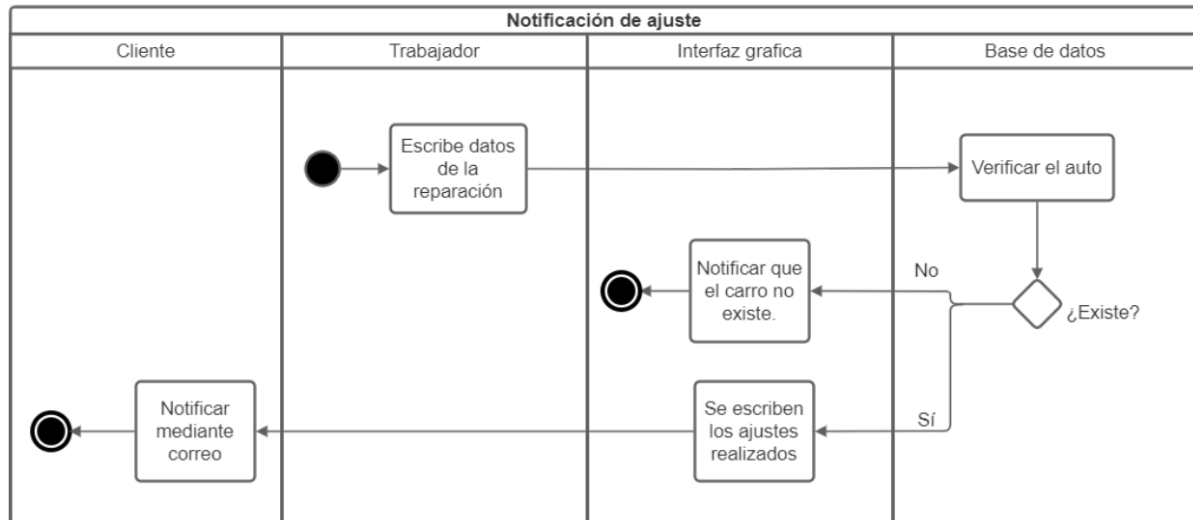 Notificación de ajuste
Cliente
Trabajador
Interfaz grafica
Base de datos
Escribe datos
de la
reparación
Verificar el auto
Notificar que
el carro no
existe.
No
¿Existe?
Notificar
mediante
correo
Se escriben
los ajustes
realizados
Sí